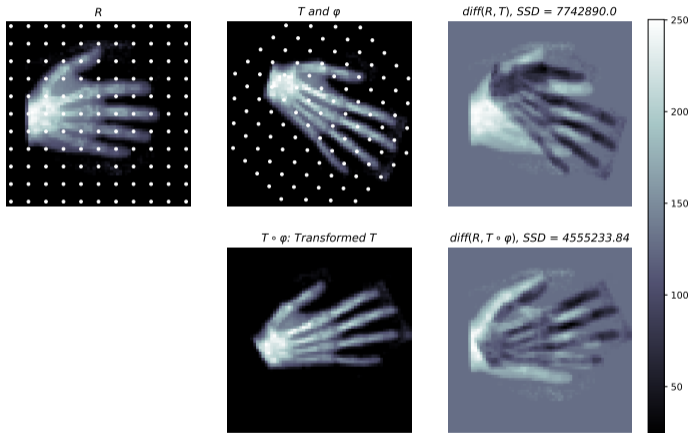 R
T and φ
diff(R, T), SSD = 7742890.0
250
200
150
100
50
T ∘ φ: Transformed T
diff(R, T ∘ φ), SSD = 4555233.84